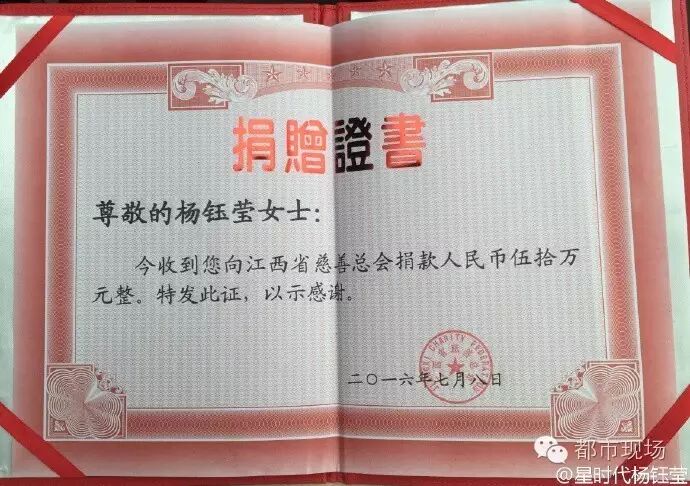 捐贈證書
尊敬的杨钰莹女士：
今收到您向江西省慈善总会捐款人民币伍拾万
元整。特发此证，以示感谢。
二〇一六年七月八日
都市现场
@星时代杨钰莹